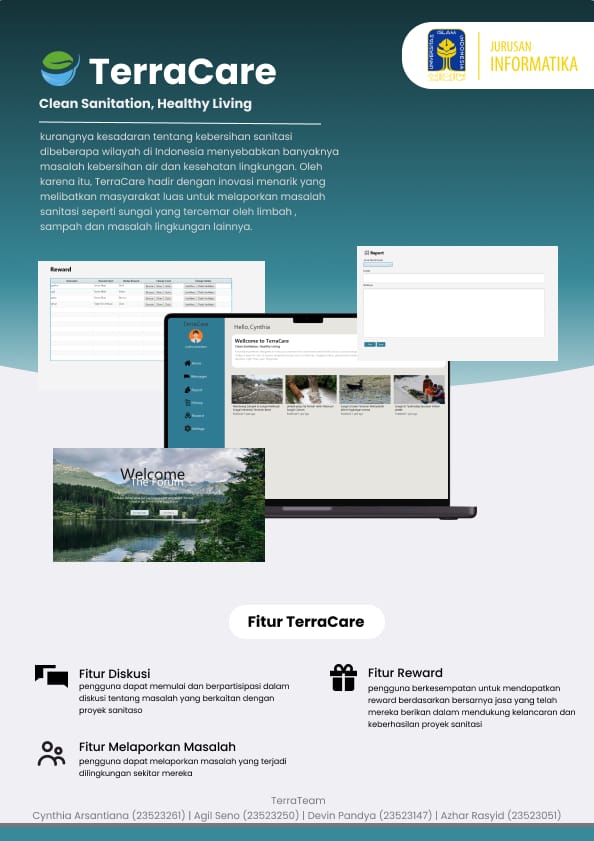 TerraCare
Clean Sanitation, Healthy Living
UNIVERSITAS
ISLAM
INDONESIA
JURUSAN
INFORMATIKA
kurangnya kesadaran tentang kebersihan sanitasi
dibeberapa wilayah di Indonesia menyebabkan banyaknya
masalah kebersihan air dan kesehatan lingkungan. Oleh
karena itu, TerraCare hadir dengan inovasi menarik yang
melibatkan masyarakat luas untuk melaporkan masalah
sanitasi seperti sungai yang tercemar oleh limbah ,
sampah dan masalah lingkungan lainnya.
Reward
Report
TerraCare
Hello, Cynthia
Welcome to TerraCare
Clean Sanitation, Healthy Living
Home
Messages
Report
History
Reward
Settings
Welcome
The Forum
Fitur TerraCare
Fitur Diskusi
pengguna dapat memulai dan berpartisipasi dalam
diskusi tentang masalah yang berkaitan dengan
proyek sanitaso
Fitur Reward
pengguna berkesempatan untuk mendapatkan
reward berdasarkan bersarnya jasa yang telah
mereka berikan dalam mendukung kelancaran dan
keberhasilan proyek sanitasi
Fitur Melaporkan Masalah
pengguna dapat melaporkan masalah yang terjadi
dilingkungan sekitar mereka
TerraTeam
Cynthia Arsantiana (23523261) | Agil Seno (23523250) | Devin Pandya (23523147) | Azhar Rasyid (23523051)